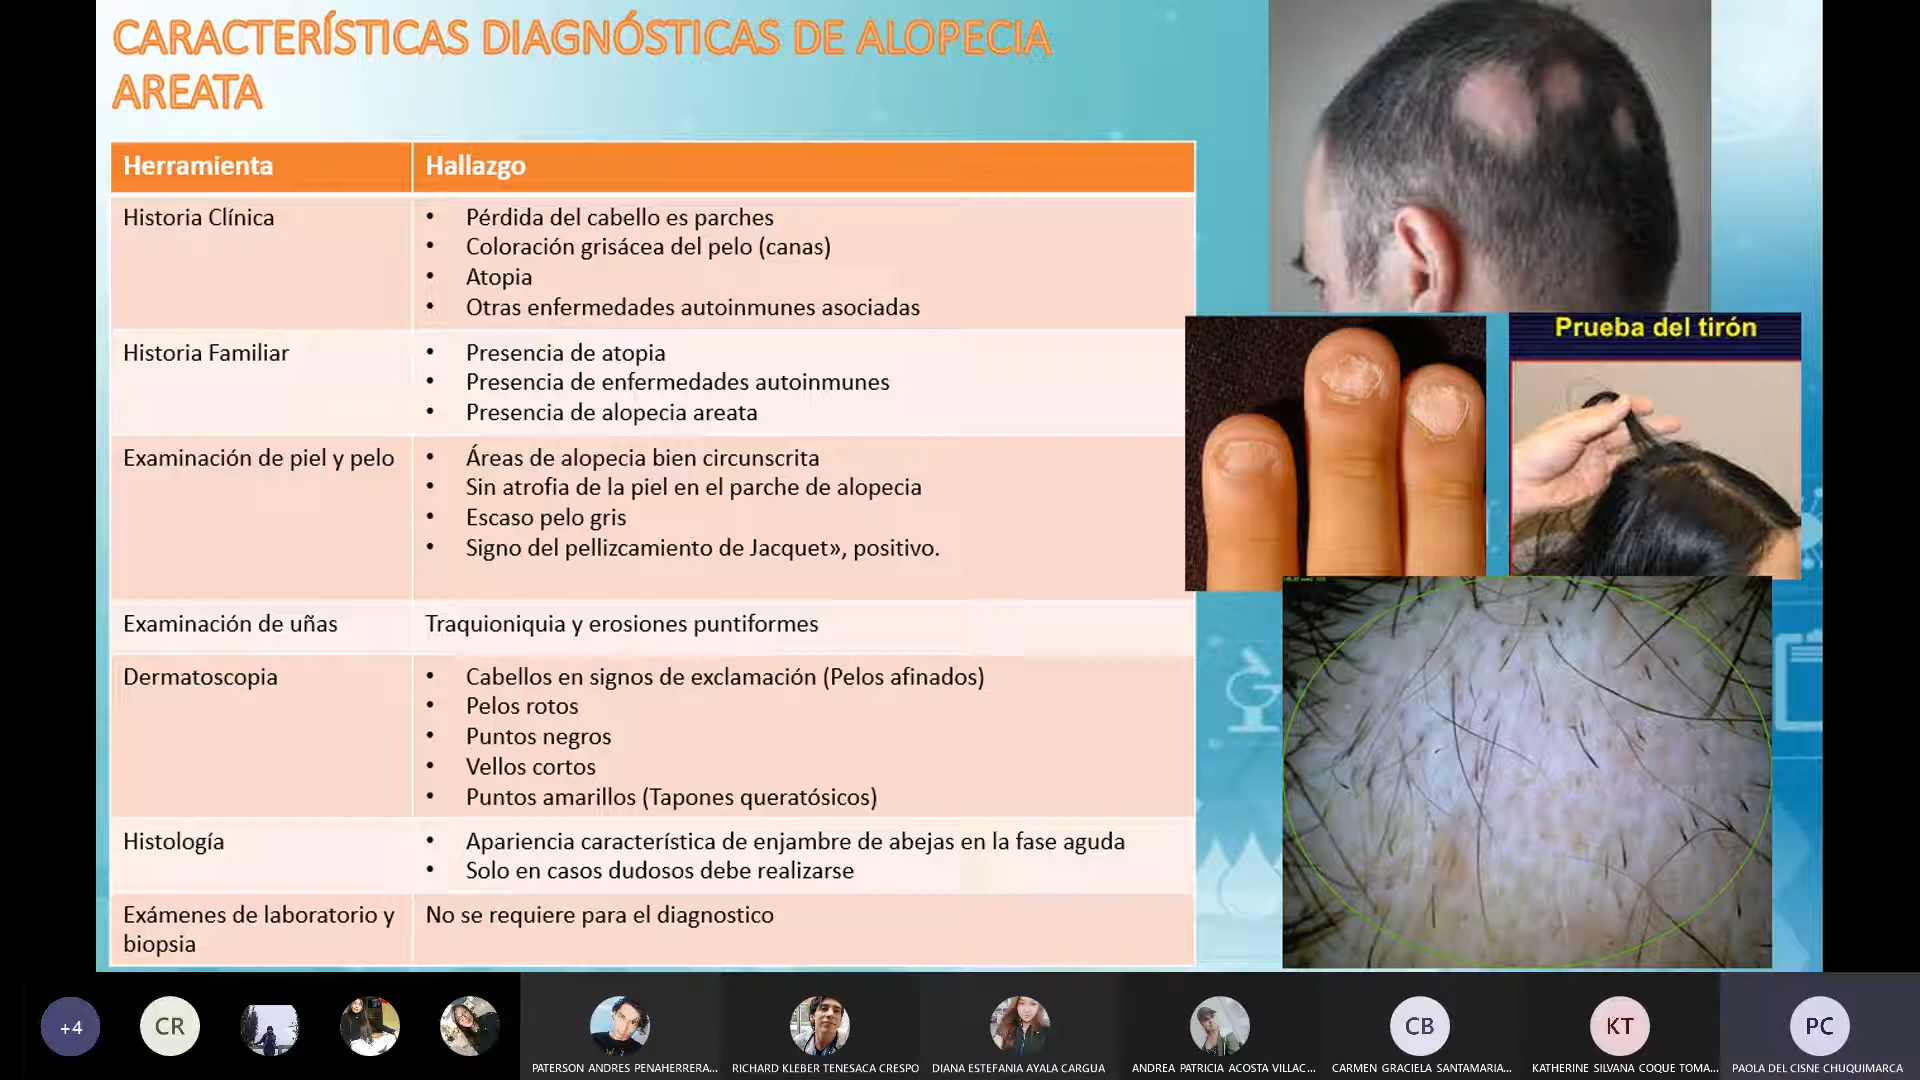 CARACTERÍSTICAS DIAGNÓSTICAS DE ALOPECIA
AREATA
Herramienta
Hallazgo
Historia Clínica
• Pérdida del cabello es parches
• Coloración grisácea del pelo (canas)
• Atopia
• Otras enfermedades autoinmunes asociadas
Historia Familiar
• Presencia de atopia
• Presencia de enfermedades autoinmunes
• Presencia de alopecia areata
Examinación de piel y pelo
• Áreas de alopecia bien circunscrita
• Sin atrofia de la piel en el parche de alopecia
• Escaso pelo gris
• Signo del pellizcamiento de Jacquet», positivo.
Examinación de uñas
Traquioniquia y erosiones puntiformes
Dermatoscopia
• Cabellos en signos de exclamación (Pelos afinados)
• Pelos rotos
• Puntos negros
• Vellos cortos
• Puntos amarillos (Tapones queratósicos)
Histología
• Apariencia característica de enjambre de abejas en la fase aguda
• Solo en casos dudosos debe realizarse
Exámenes de laboratorio y
biopsia
No se requiere para el diagnostico
Prueba del tirón
+4
CR
CB
KT
PC
PATERSON ANDRES PENAHERRERA...
RICHARD KLEBER TENESACA CRESPO
DIANA ESTEFANIA AYALA CARGUA
ANDREA PATRICIA ACOSTA VILLAC...
CARMEN GRACIELA SANTAMARIA...
KATHERINE SILVANA COQUE TOMA...
PAOLA DEL CISNE CHUQUIMARCA